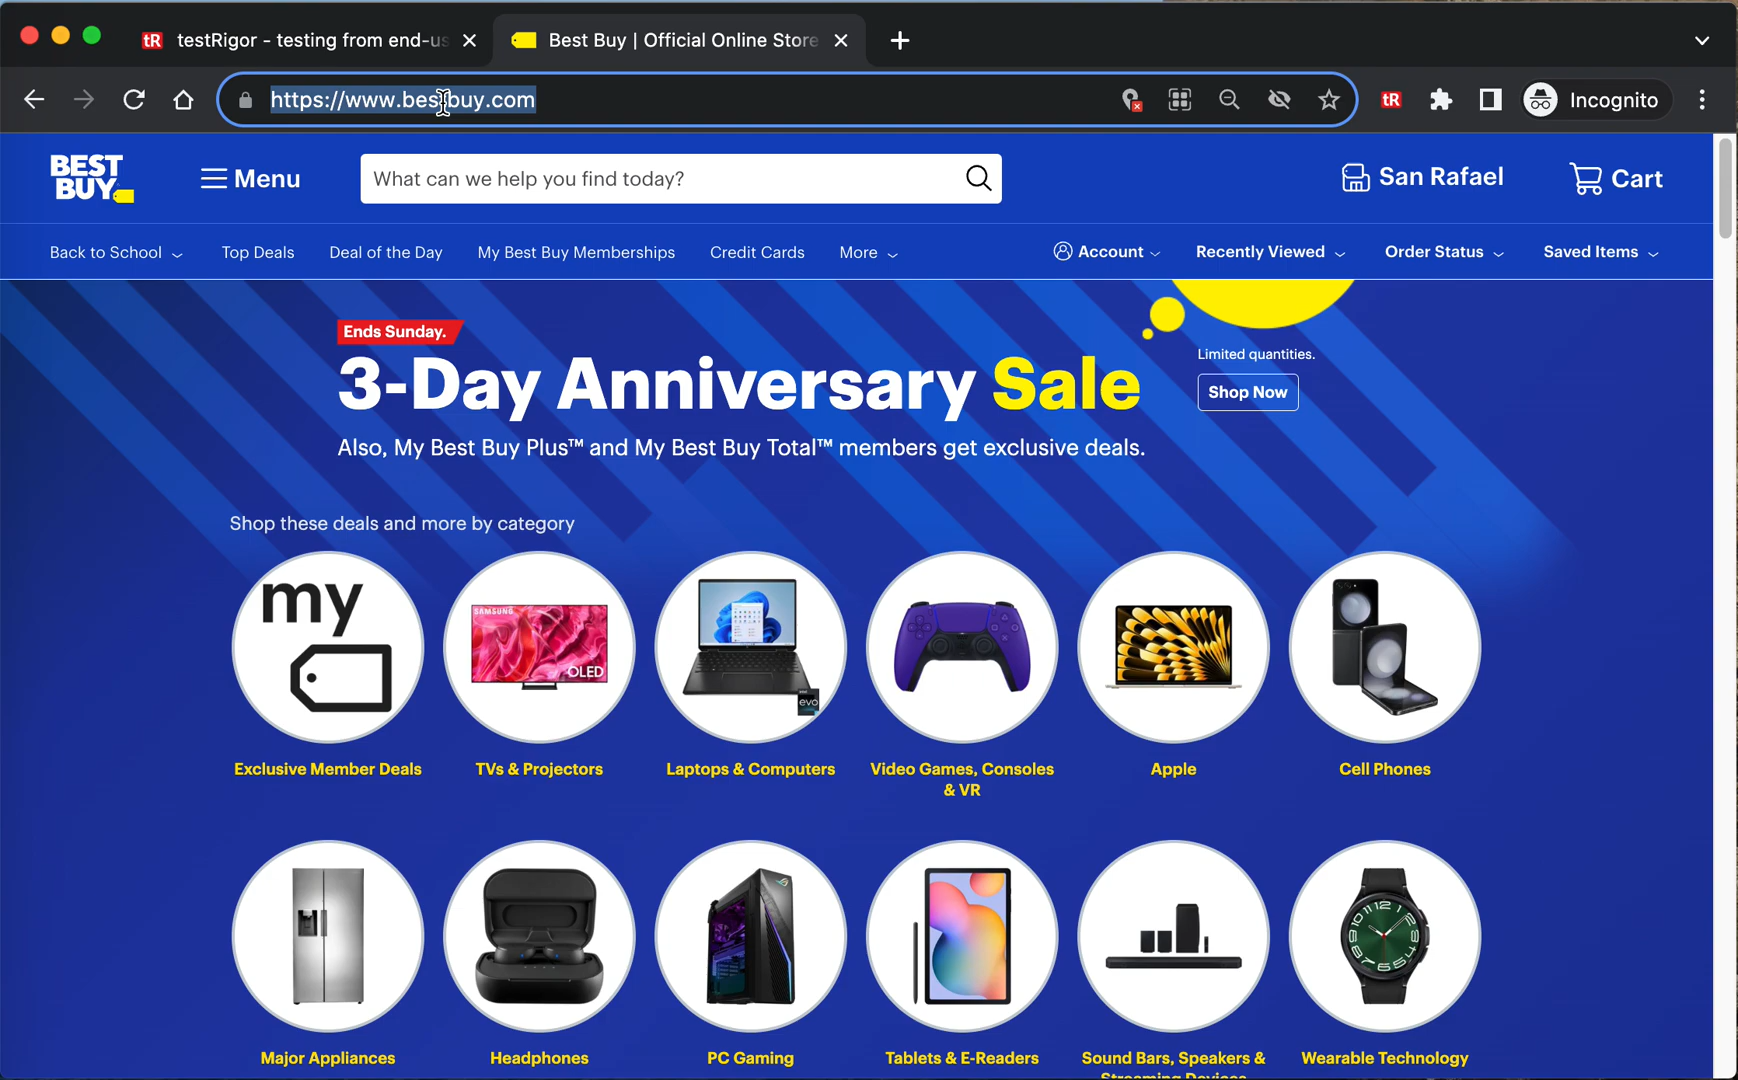 testRigor - testing from end-us
Best Buy | Official Online Store
https://www.bestbuy.com
tR
Incognito
BEST
BUY
Menu
What can we help you find today?
San Rafael
Cart
Back to School
Top Deals
Deal of the Day
My Best Buy Memberships
Credit Cards
More
Account
Recently Viewed
Order Status
Saved Items
Ends Sunday.
3-Day Anniversary Sale
Also, My Best Buy Plus™ and My Best Buy Total™ members get exclusive deals.
Limited quantities.
Shop Now
Shop these deals and more by category
my
SAMSUNG
OLED
evo
Exclusive Member Deals
TVs & Projectors
Laptops & Computers
Video Games, Consoles
& VR
Apple
Cell Phones
Major Appliances
Headphones
PC Gaming
Tablets & E-Readers
Sound Bars, Speakers &
Streaming Devices
Wearable Technology